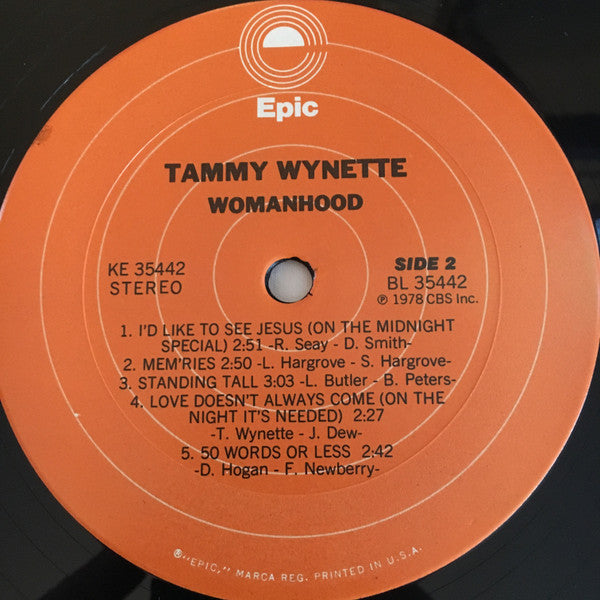 Epic
TAMMY WYNETTE
WOMANHOOD
KE 35442
STEREO
SIDE 2
BL 35442
℗ 1978 CBS Inc.
1. I'D LIKE TO SEE JESUS (ON THE MIDNIGHT
SPECIAL) 2:51 -R. Seay - D. Smith-
2. MEM'RIES 2:50 -L. Hargrove - S. Hargrove-
3. STANDING TALL 3:03 -L. Butler - B. Peters-
4. LOVE DOESN'T ALWAYS COME (ON THE
NIGHT IT'S NEEDED) 2:27
-T. Wynette - J. Dew-
5. 50 WORDS OR LESS 2:42
-D. Hogan - F. Newberry-
®"EPIC," MARCA REG. PRINTED IN U.S.A.